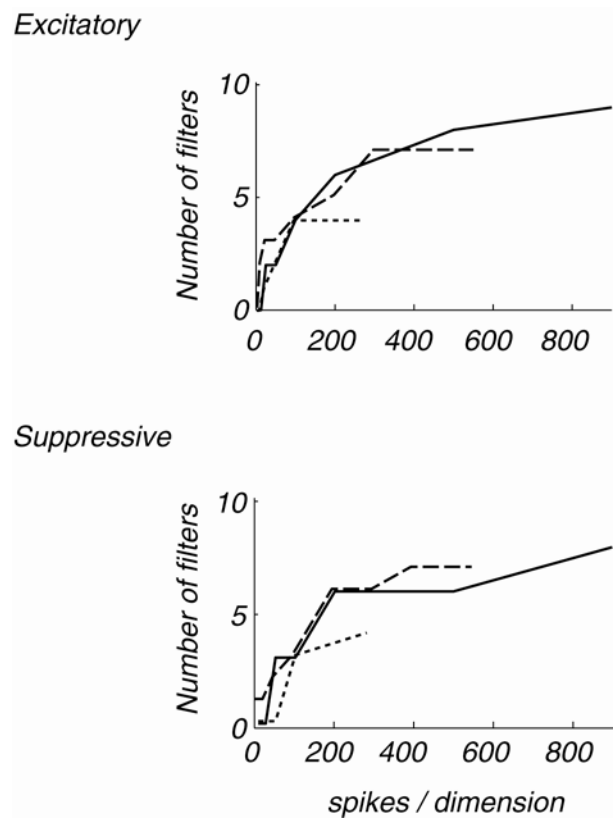 Excitatory
Number of filters
10
5
0
0 200 400 600 800
Suppressive
Number of filters
10
5
0
0 200 400 600 800
spikes / dimension